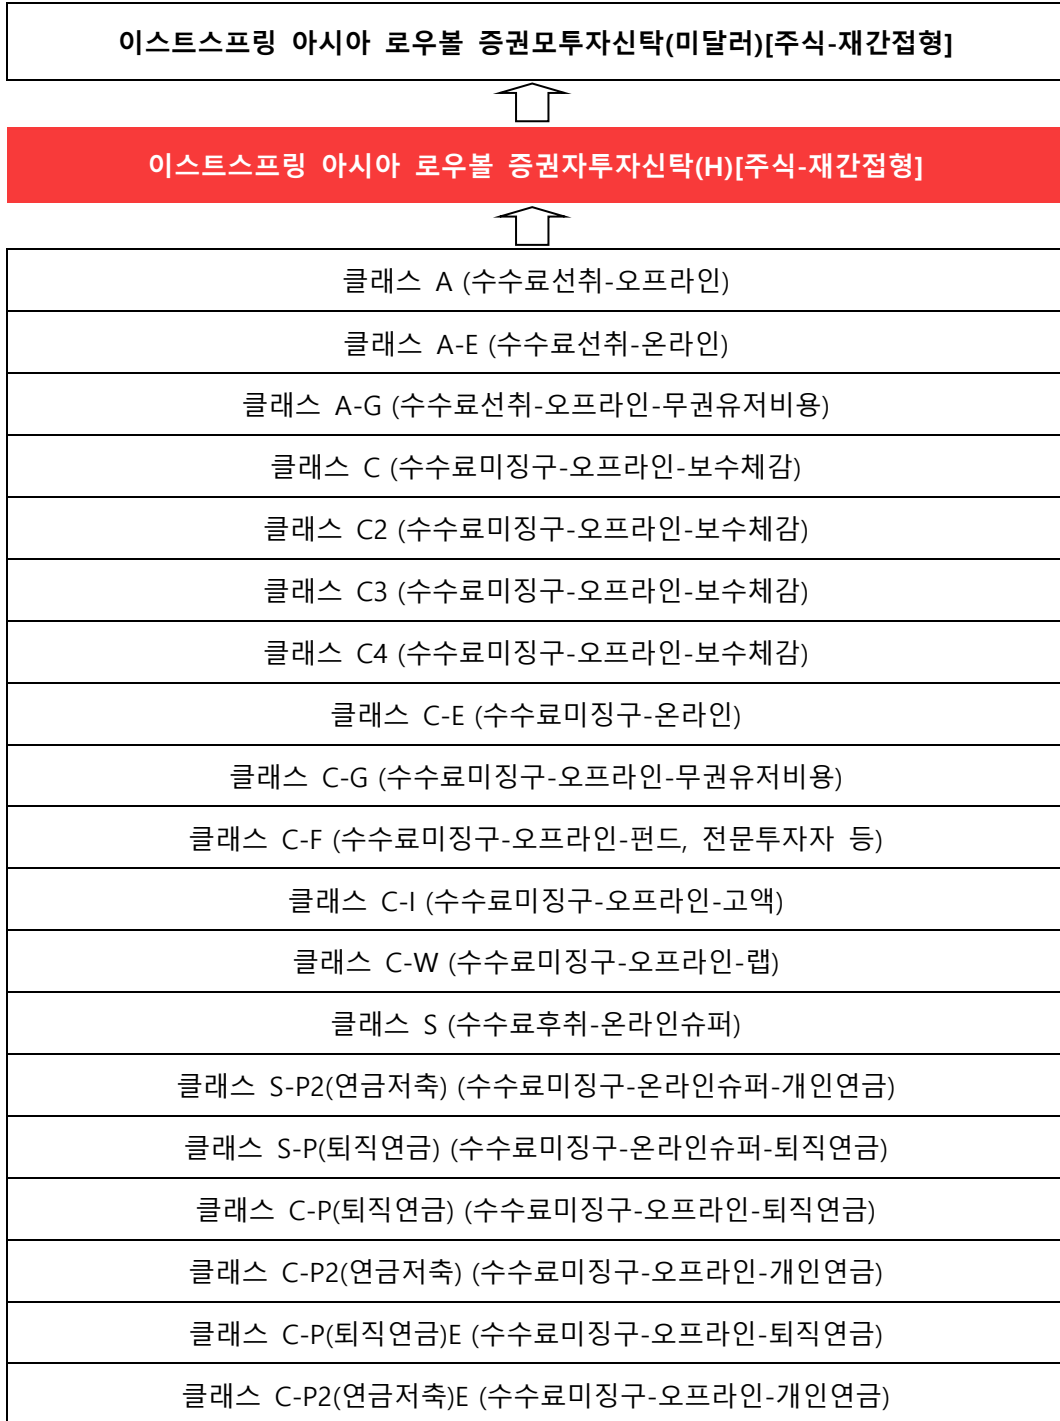 이스트스프링 아시아 로우볼 증권모투자신탁(미달러)[주식-재간접형]
이스트스프링 아시아 로우볼 증권자투자신탁(H)[주식-재간접형]
클래스 A (수수료선취-오프라인)
클래스 A-E (수수료선취-온라인)
클래스 A-G (수수료선취-오프라인-무권유저비용)
클래스 C (수수료미징구-오프라인-보수체감)
클래스 C2 (수수료미징구-오프라인-보수체감)
클래스 C3 (수수료미징구-오프라인-보수체감)
클래스 C4 (수수료미징구-오프라인-보수체감)
클래스 C-E (수수료미징구-온라인)
클래스 C-G (수수료미징구-오프라인-무권유저비용)
클래스 C-F (수수료미징구-오프라인-펀드, 전문투자자 등)
클래스 C-I (수수료미징구-오프라인-고액)
클래스 C-W (수수료미징구-오프라인-랩)
클래스 S (수수료후취-온라인슈퍼)
클래스 S-P2(연금저축) (수수료미징구-온라인슈퍼-개인연금)
클래스 S-P(퇴직연금) (수수료미징구-온라인슈퍼-퇴직연금)
클래스 C-P(퇴직연금) (수수료미징구-오프라인-퇴직연금)
클래스 C-P2(연금저축) (수수료미징구-오프라인-개인연금)
클래스 C-P(퇴직연금)E (수수료미징구-오프라인-퇴직연금)
클래스 C-P2(연금저축)E (수수료미징구-오프라인-개인연금)